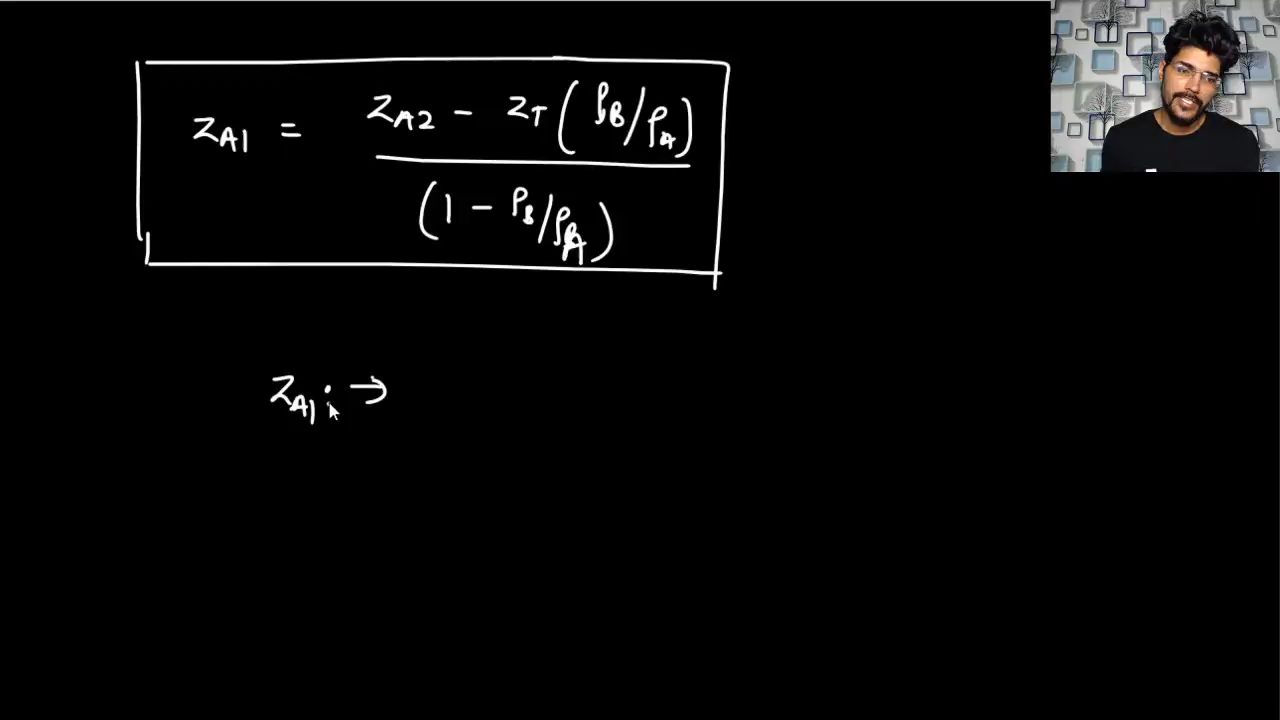 Z_A1 = Z_A2 - Z_T (ρ_B/ρ_A)
(1 - ρ_B/ρ_A)
Z_A1: →